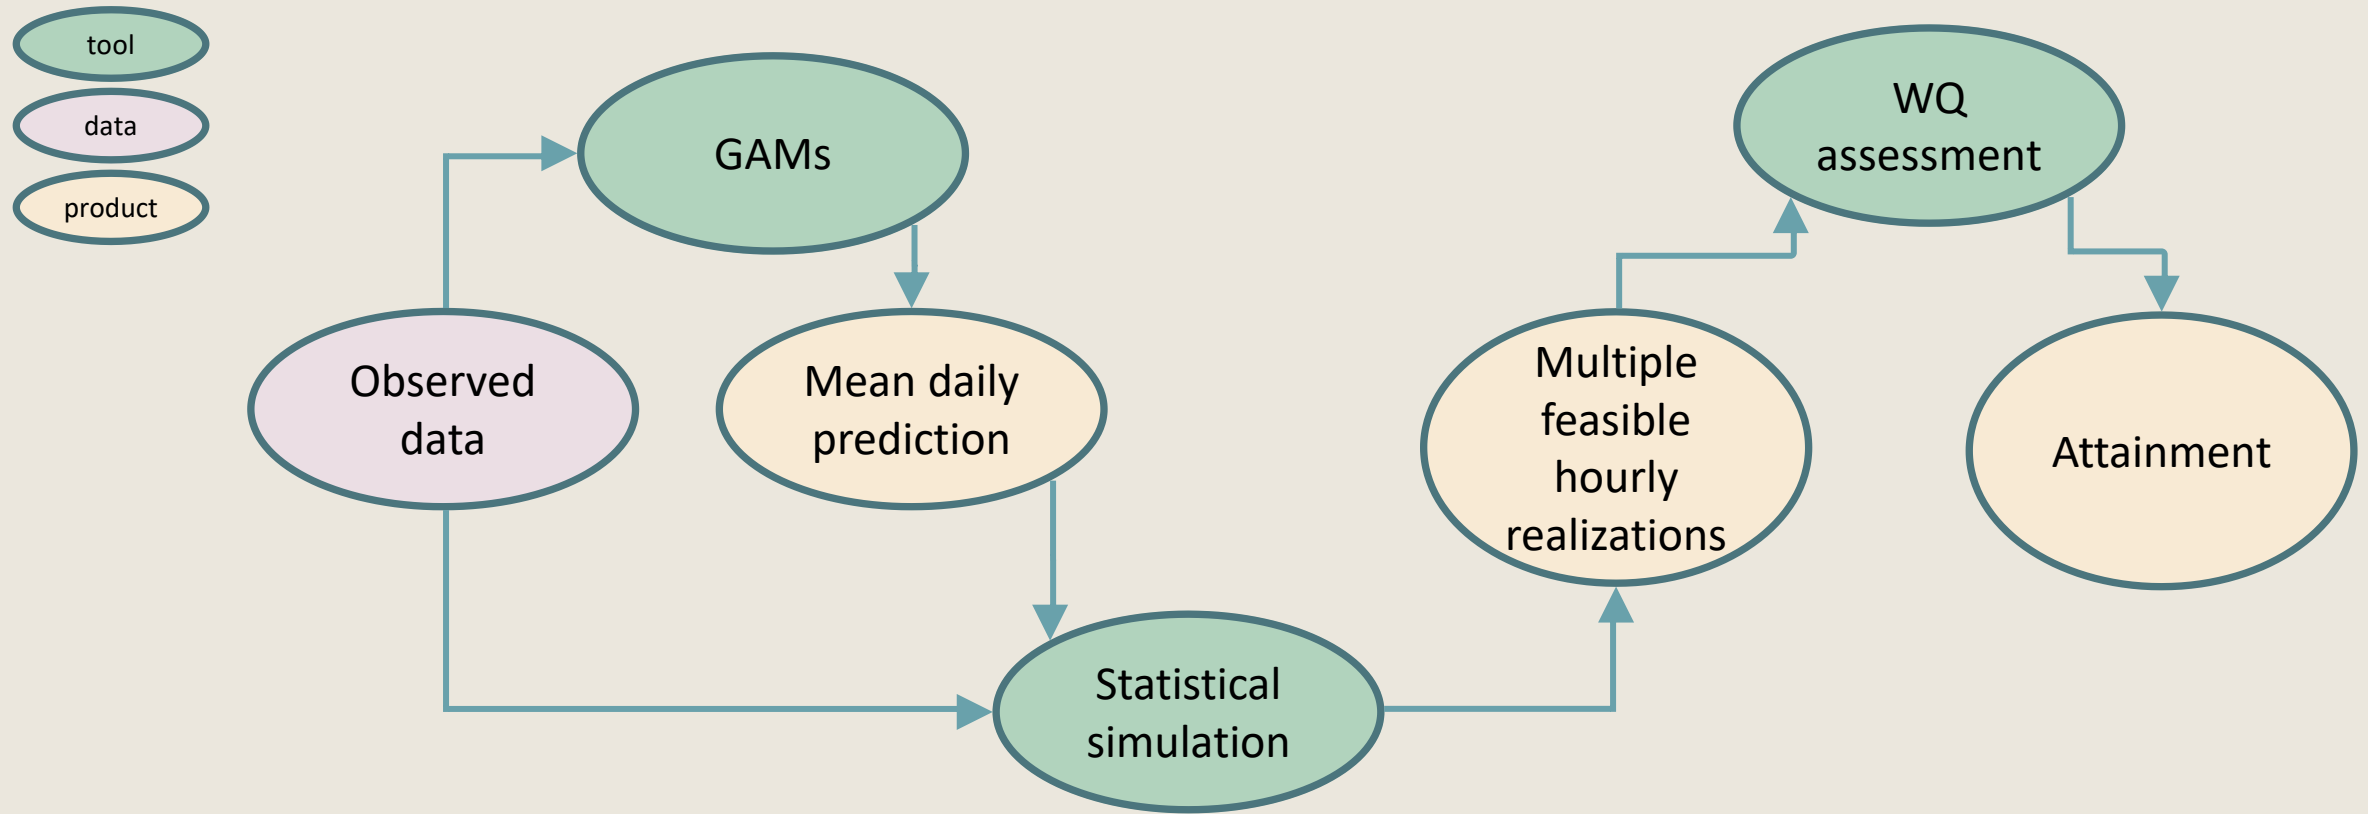 tool
data
product
GAMs
WQ
assessment
Observed
data
Mean daily
prediction
Multiple
feasible
hourly
realizations
Attainment
Statistical
simulation